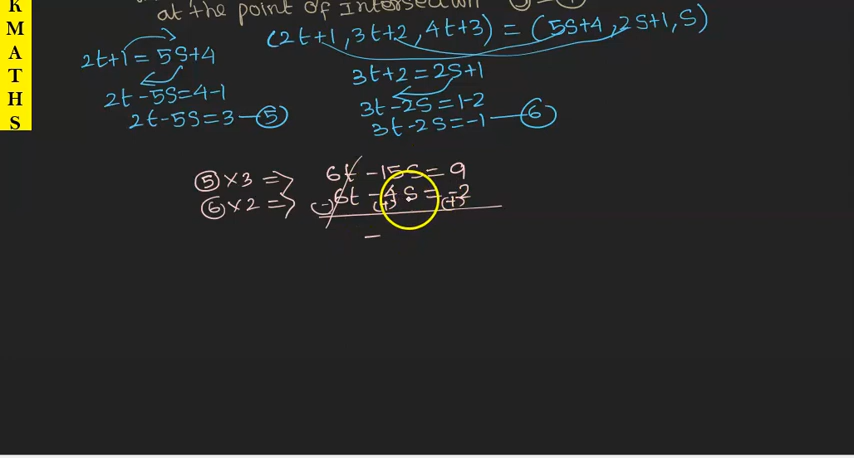 K
M
A
T
H
S
at the point of Intersection
(2t+1, 3t+2, 4t+3) = (5S+4, 2S+1, S)
2t+1 = 5S+4
2t-5S=4-1
2t-5S=3 — ⑤
3t+2=2S+1
3t-2S=1-2
3t-2S=-1 — ⑥
⑤×3 ⇒ 6t -15S = 9
⑥×2 ⇒ 6t -4S = -2
(-) (+) (+)
-